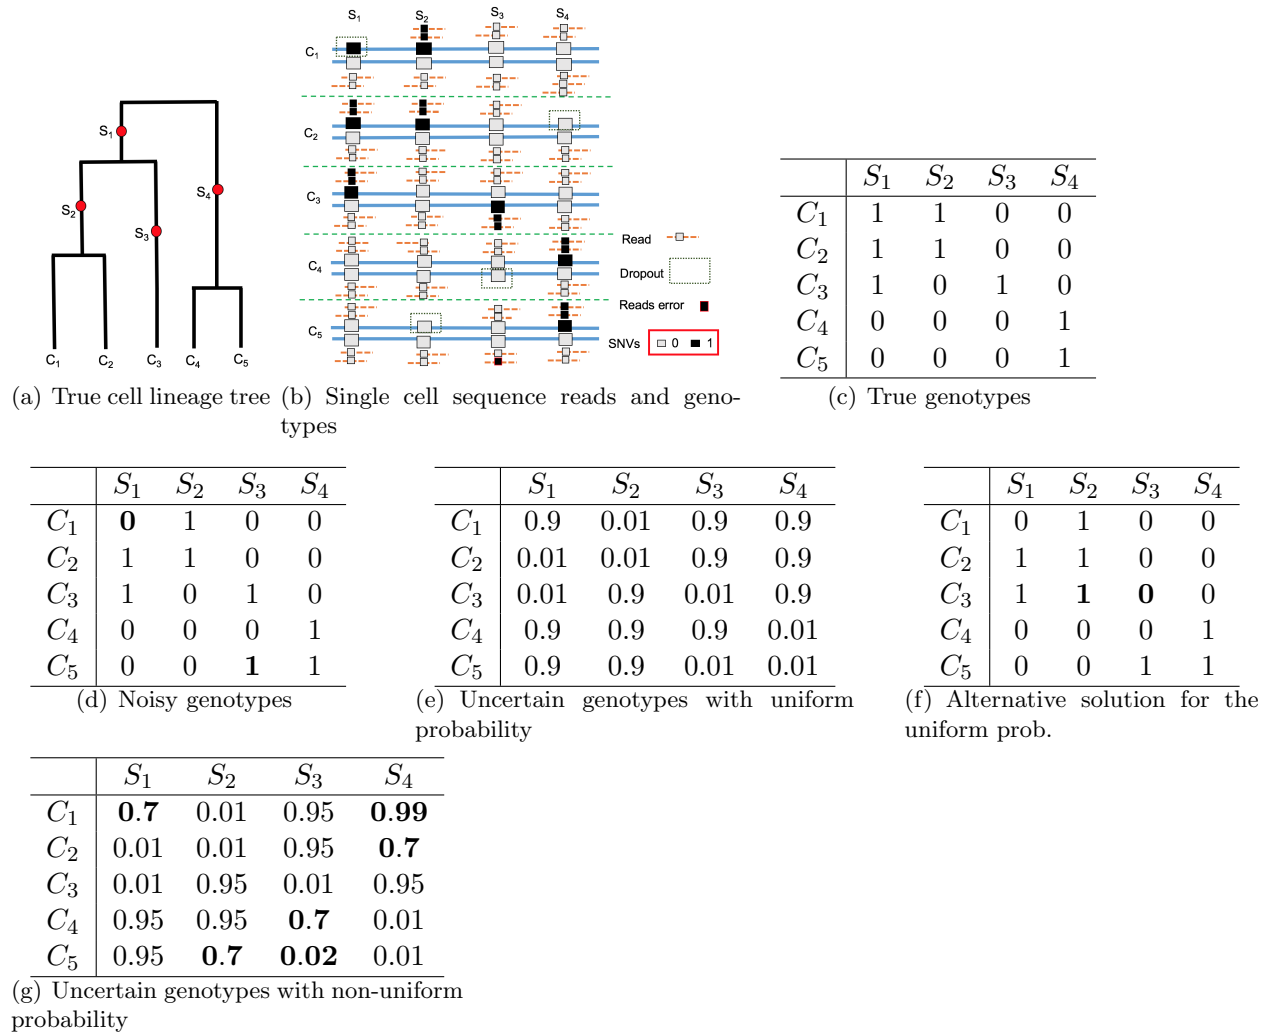 S1
S2
S3
S4
C1 C2 C3 C4 C5
(a) True cell lineage tree
S1 S2 S3 S4
C1
C2
C3
C4
C5
Read
Dropout
Reads error
SNVs 0 1
(b) Single cell sequence reads and geno-
types
S1 S2 S3 S4
C1 1 1 0 0
C2 1 1 0 0
C3 1 0 1 0
C4 0 0 0 1
C5 0 0 0 1
(c) True genotypes
S1 S2 S3 S4
C1 0 1 0 0
C2 1 1 0 0
C3 1 0 1 0
C4 0 0 0 1
C5 0 0 1 1
(d) Noisy genotypes
S1 S2 S3 S4
C1 0.9 0.01 0.9 0.9
C2 0.01 0.01 0.9 0.9
C3 0.01 0.9 0.01 0.9
C4 0.9 0.9 0.9 0.01
C5 0.9 0.9 0.01 0.01
(e) Uncertain genotypes with uniform
probability
S1 S2 S3 S4
C1 0 1 0 0
C2 1 1 0 0
C3 1 1 0 0
C4 0 0 0 1
C5 0 0 1 1
(f) Alternative solution for the
uniform prob.
S1 S2 S3 S4
C1 0.7 0.01 0.95 0.99
C2 0.01 0.01 0.95 0.7
C3 0.01 0.95 0.01 0.95
C4 0.95 0.95 0.7 0.01
C5 0.95 0.7 0.02 0.01
(g) Uncertain genotypes with non-uniform
probability